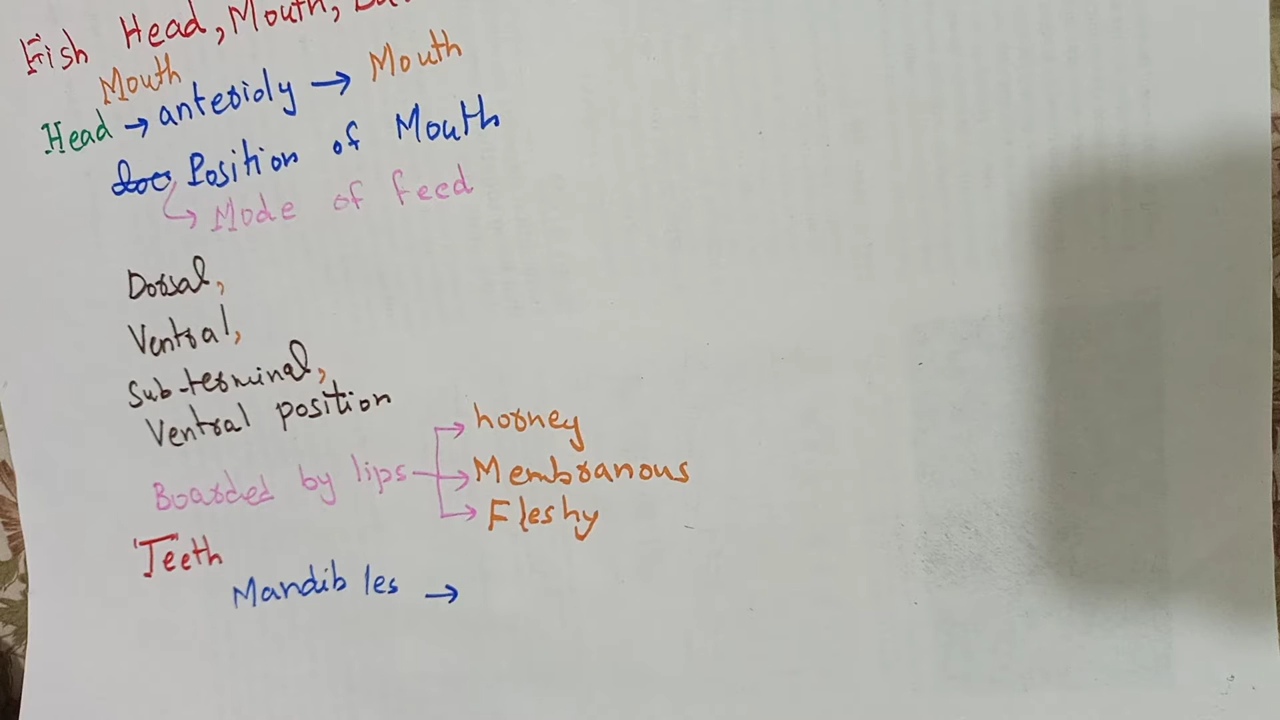 Fish Head, Mouth,
Mouth
Head → anterioly → Mouth
Position of Mouth
↳ Mode of feed
Dorsal,
Ventral,
Sub-terminal,
Ventral position
Boarded by lips → horney
→ Membranous
→ Fleshy
Teeth
Mandibles →